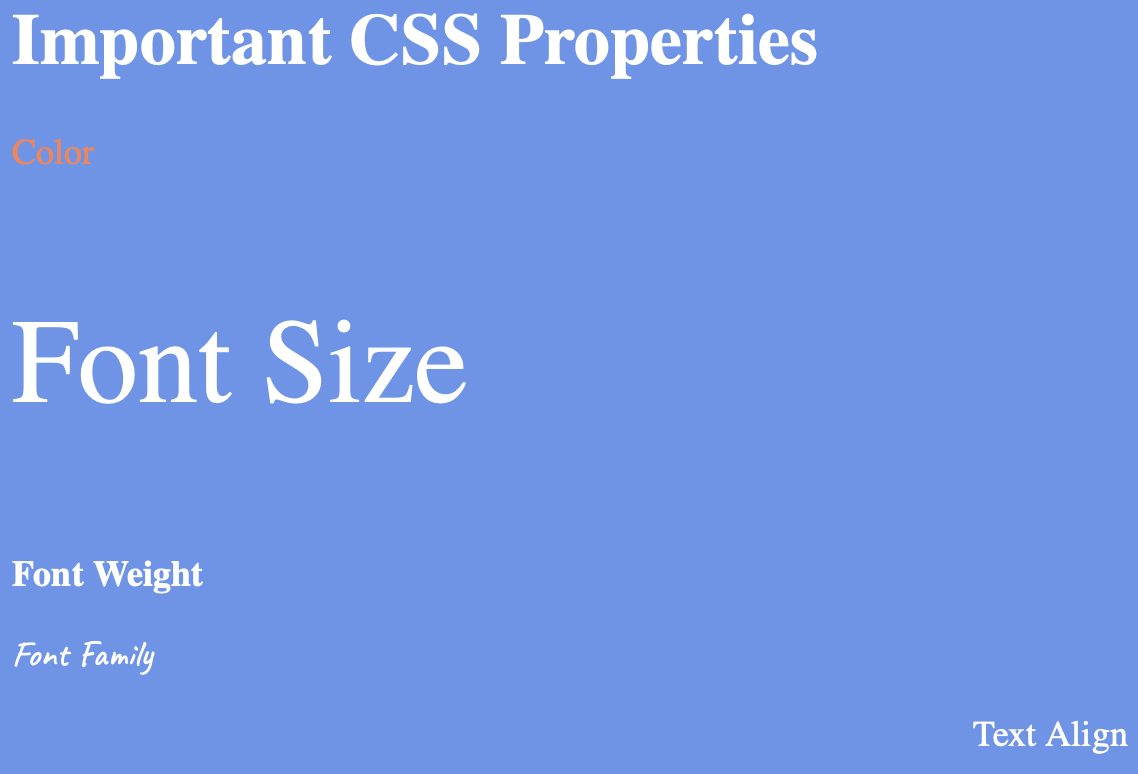 Important CSS Properties
Color
Font Size
Font Weight
Font Family
Text Align